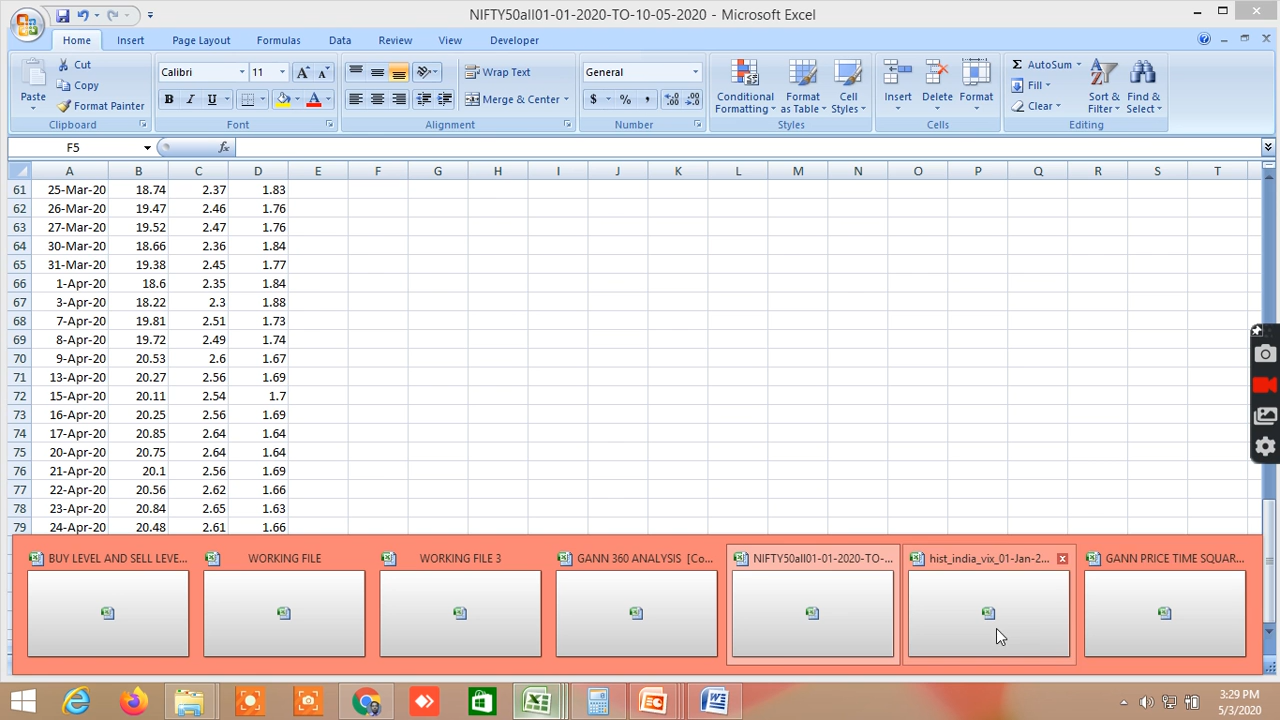 NIFTY50all01-01-2020-TO-10-05-2020 - Microsoft Excel
Home Insert Page Layout Formulas Data Review View Developer
Paste Cut Copy Format Painter Clipboard
Calibri 11 B I U A A A Font
Wrap Text Merge & Center Alignment
General $ % , .0 .00 .00 .0 Number
Conditional Formatting Format as Table Cell Styles Styles
Insert Delete Format Cells
Σ AutoSum Fill Clear Sort & Filter Find & Select Editing
F5 fx
A B C D E F G H I J K L M N O P Q R S T
61 25-Mar-20 18.74 2.37 1.83
62 26-Mar-20 19.47 2.46 1.76
63 27-Mar-20 19.52 2.47 1.76
64 30-Mar-20 18.66 2.36 1.84
65 31-Mar-20 19.38 2.45 1.77
66 1-Apr-20 18.6 2.35 1.84
67 3-Apr-20 18.22 2.3 1.88
68 7-Apr-20 19.81 2.51 1.73
69 8-Apr-20 19.72 2.49 1.74
70 9-Apr-20 20.53 2.6 1.67
71 13-Apr-20 20.27 2.56 1.69
72 15-Apr-20 20.11 2.54 1.7
73 16-Apr-20 20.25 2.56 1.69
74 17-Apr-20 20.85 2.64 1.64
75 20-Apr-20 20.75 2.64 1.64
76 21-Apr-20 20.1 2.56 1.69
77 22-Apr-20 20.56 2.62 1.66
78 23-Apr-20 20.84 2.65 1.63
79 24-Apr-20 20.48 2.61 1.66
BUY LEVEL AND SELL LEVE... WORKING FILE WORKING FILE 3 GANN 360 ANALYSIS [Co... NIFTY50all01-01-2020-TO-... hist_india_vix_01-Jan-2... GANN PRICE TIME SQUAR...
3:29 PM
5/3/2020